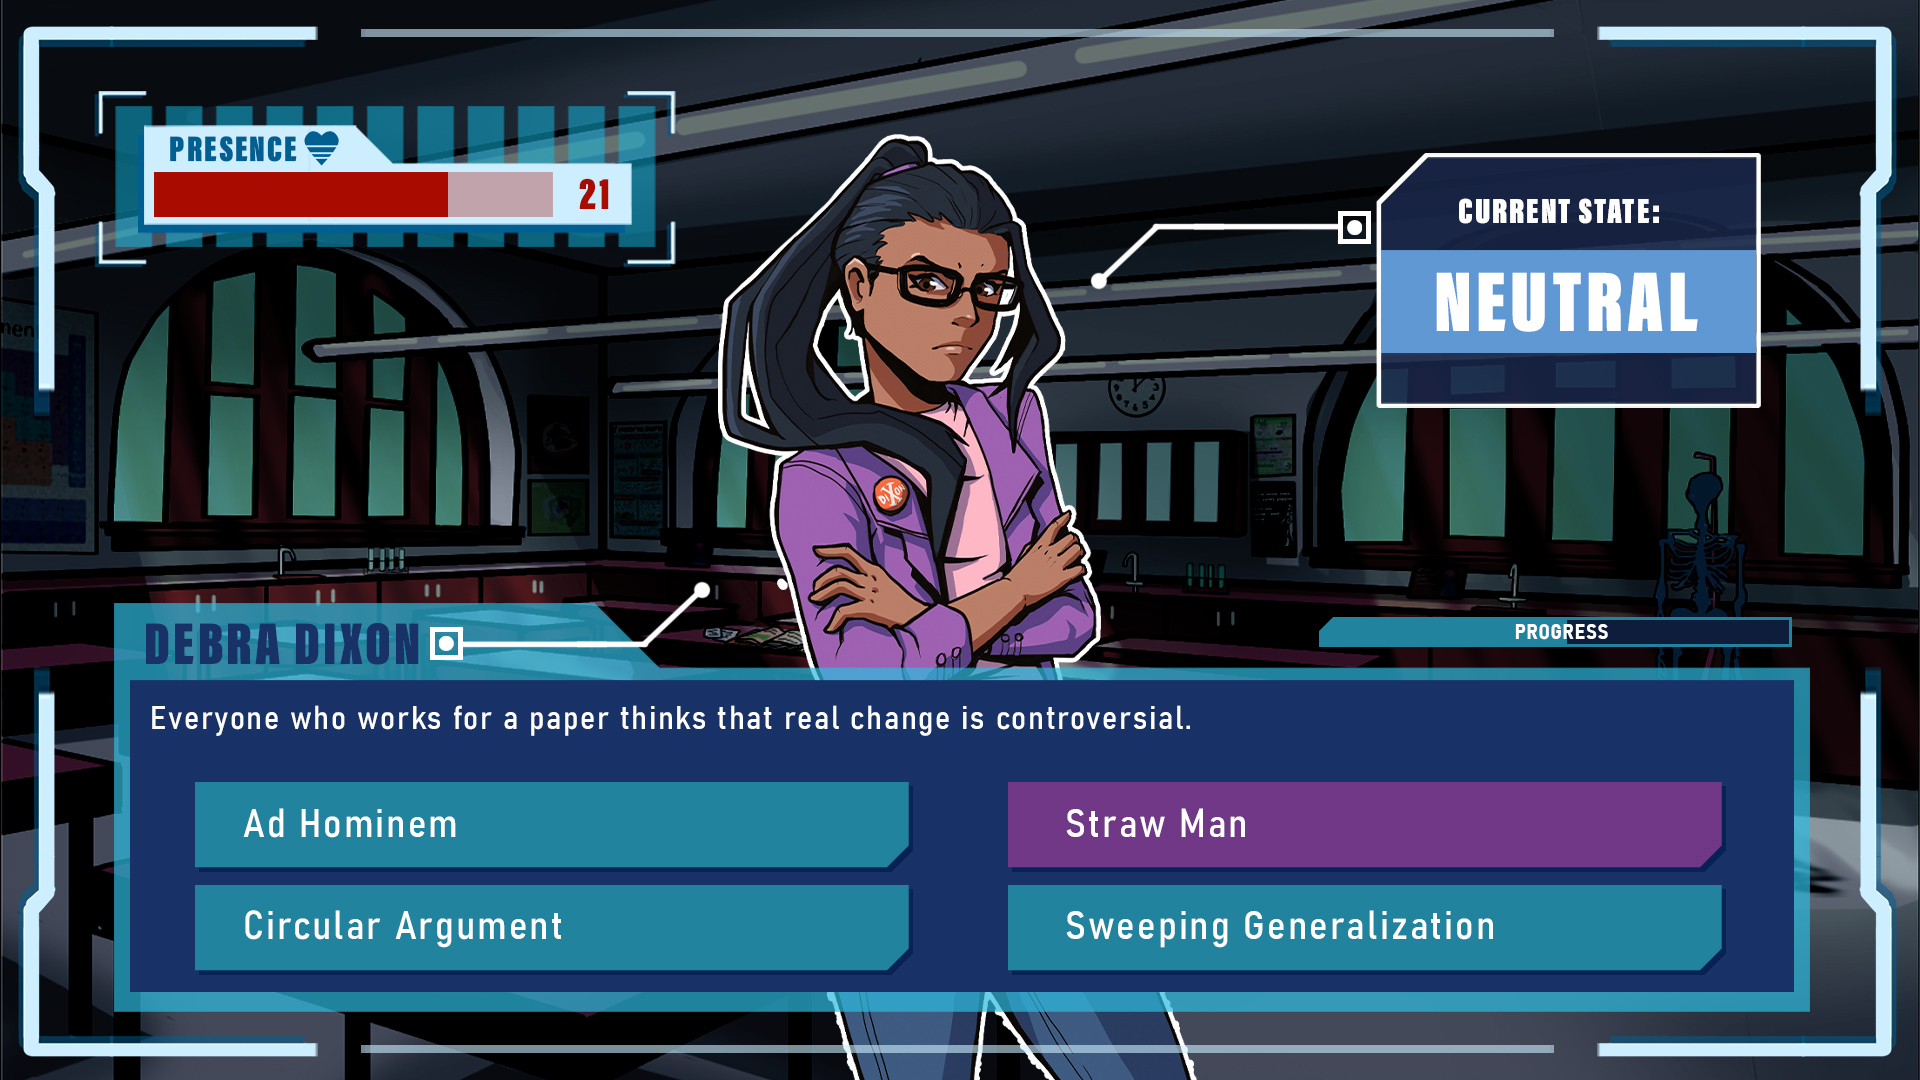 PRESENCE
21
CURRENT STATE:
NEUTRAL
DIXON
DEBRA DIXON
PROGRESS
Everyone who works for a paper thinks that real change is controversial.
Ad Hominem
Straw Man
Circular Argument
Sweeping Generalization